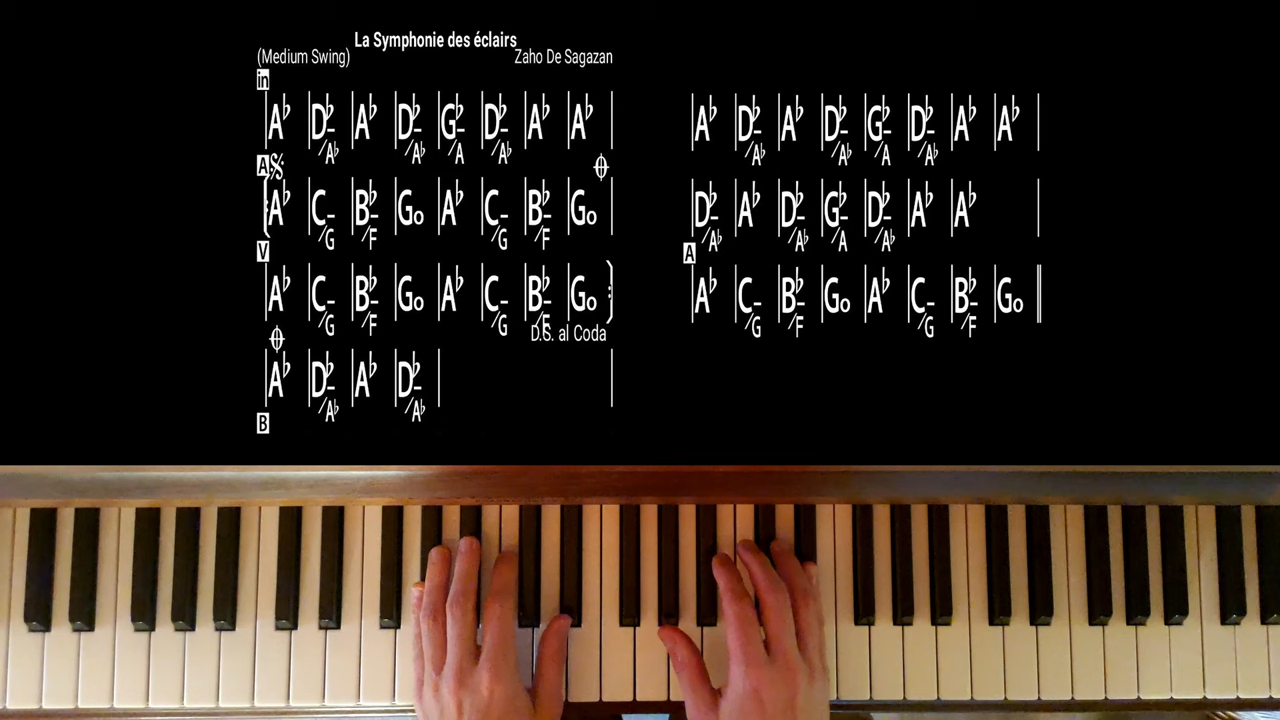 La Symphonie des éclairs
(Medium Swing) Zaho De Sagazan
in
A♭ D♭–/A♭ A♭ D♭–/A♭ G♭–/A D♭–/A♭ A♭ A♭
A
A♭ C–/G B♭–/F Go A♭ C–/G B♭–/F Go
V
A♭ C–/G B♭–/F Go A♭ C–/G B♭–/F Go
D.S. al Coda
A♭ D♭–/A♭ A♭ D♭–/A♭
B
A♭ D♭–/A♭ A♭ D♭–/A♭ G♭–/A D♭–/A♭ A♭ A♭
D♭–/A♭ A♭ D♭–/A♭ G♭–/A D♭–/A♭ A♭ A♭
A
A♭ C–/G B♭–/F Go A♭ C–/G B♭–/F Go